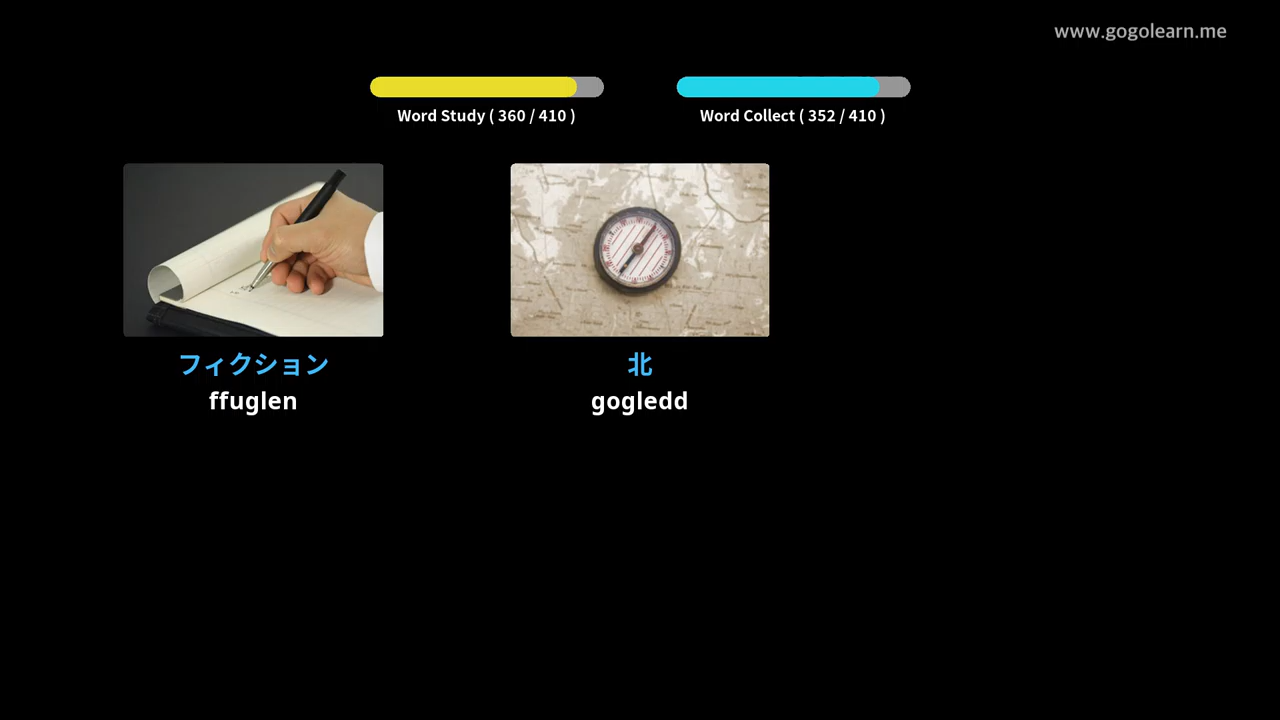 www.gogolearn.me
Word Study ( 360 / 410 )
Word Collect ( 352 / 410 )
フィクション
ffuglen
北
gogledd